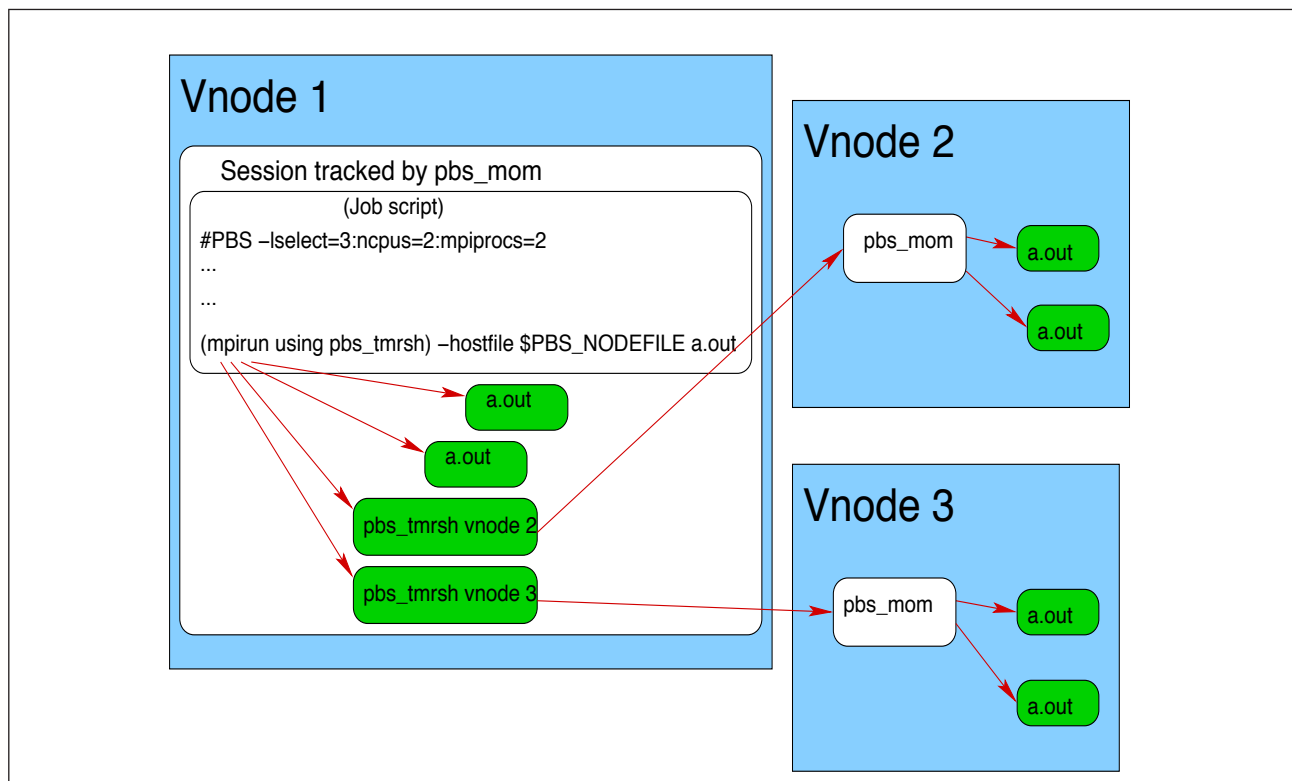 Vnode 1
Session tracked by pbs_mom
(Job script)
#PBS –lselect=3:ncpus=2:mpiprocs=2
...
...
(mpirun using pbs_tmrsh) –hostfile $PBS_NODEFILE a.out
a.out
a.out
pbs_tmrsh vnode 2
pbs_tmrsh vnode 3
Vnode 2
pbs_mom
a.out
a.out
Vnode 3
pbs_mom
a.out
a.out